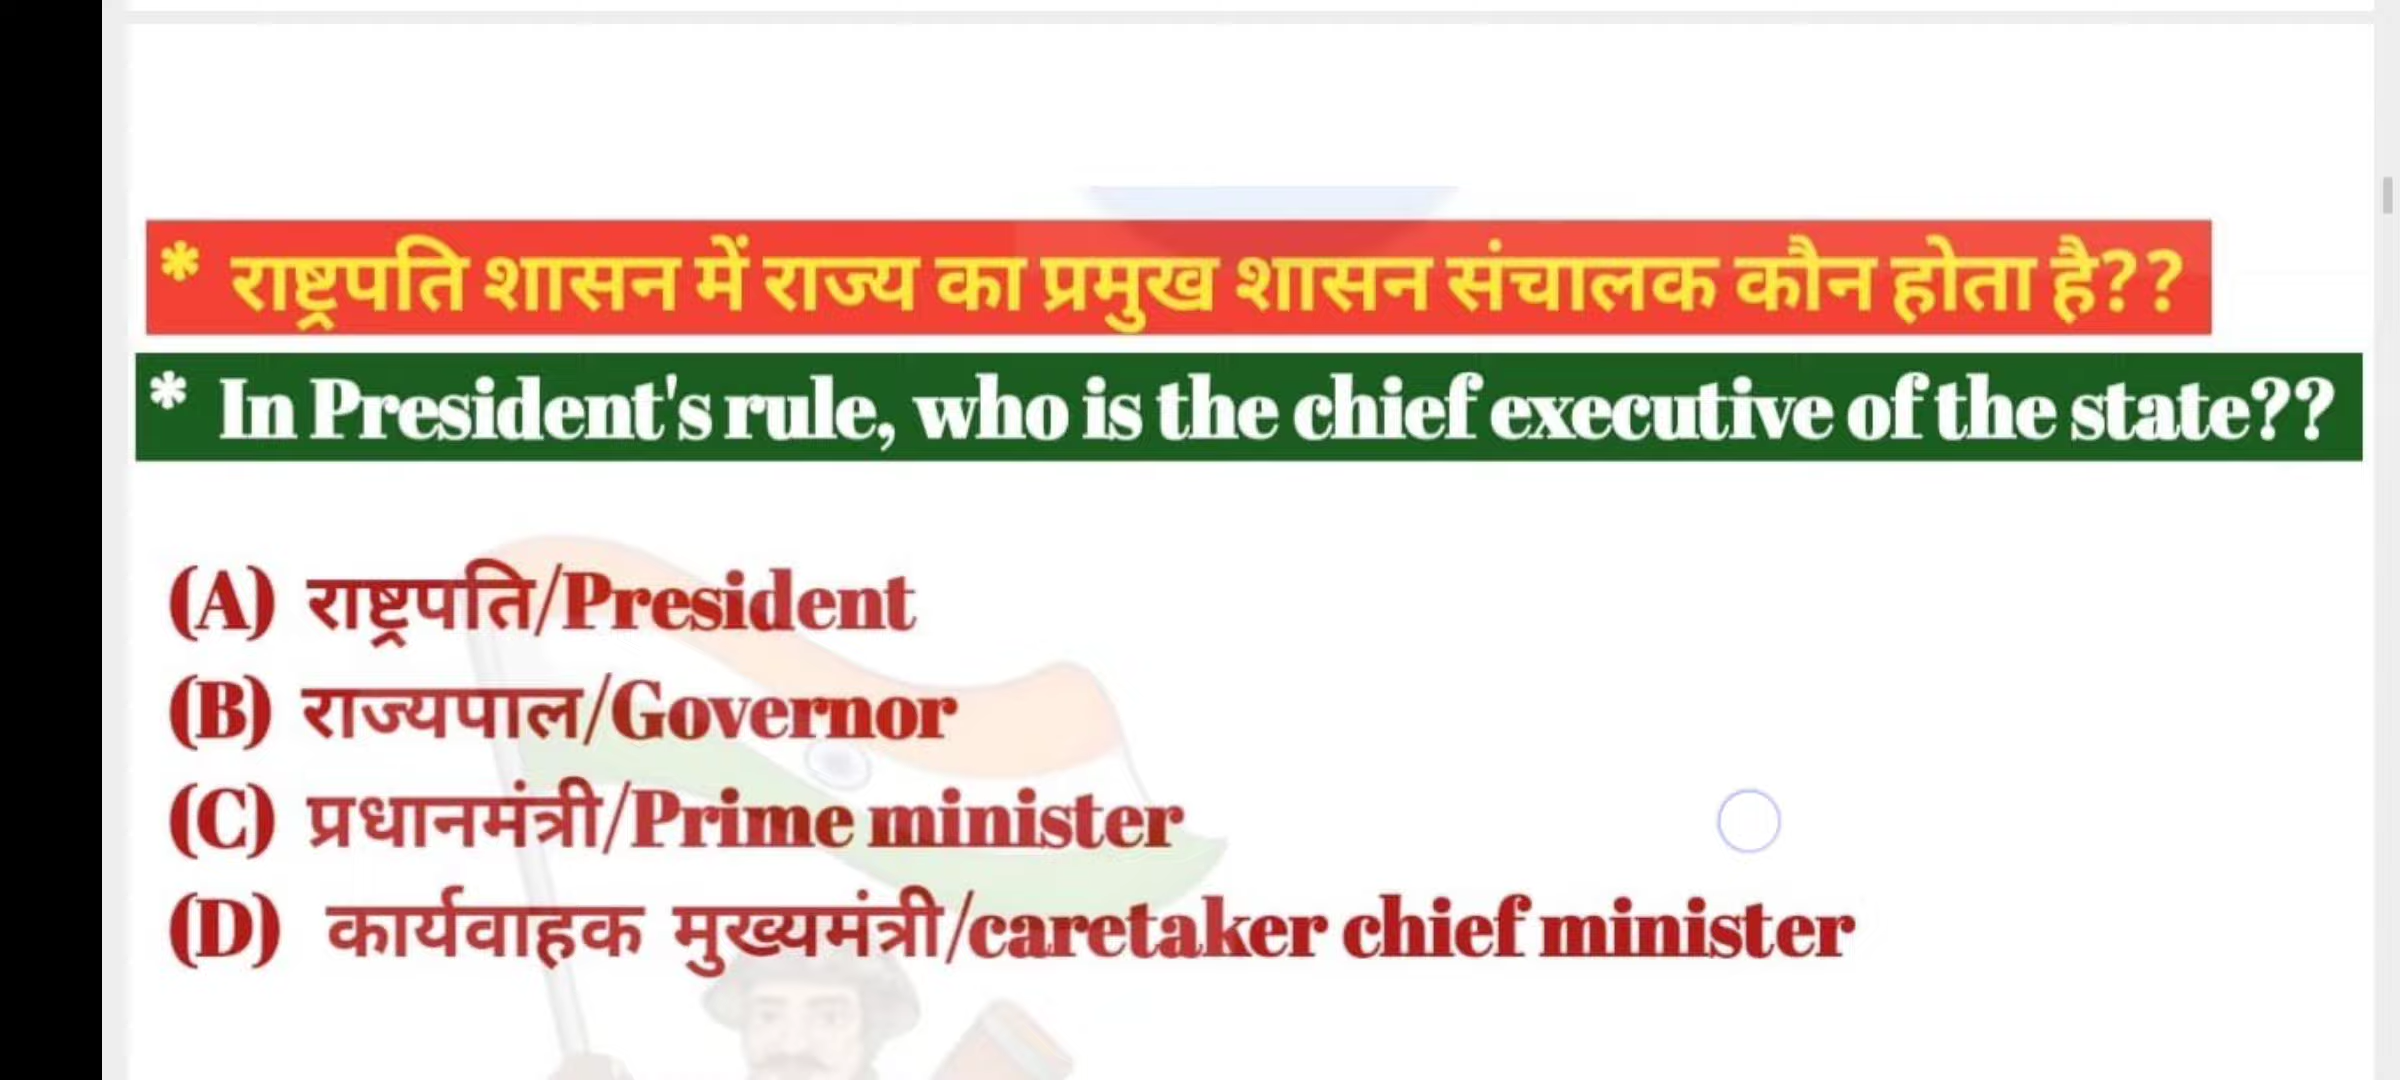 * राष्ट्रपति शासन में राज्य का प्रमुख शासन संचालक कौन होता है??
* In President's rule, who is the chief executive of the state??
(A) राष्ट्रपति/President
(B) राज्यपाल/Governor
(C) प्रधानमंत्री/Prime minister
(D) कार्यवाहक मुख्यमंत्री/caretaker chief minister